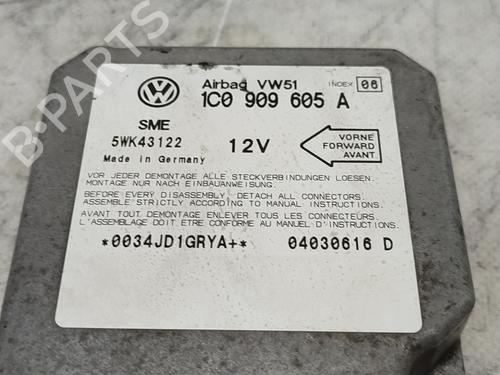 Airbag VW51 INDEX 06
1C0 909 605 A
SME
5WK43122 12V
Made in Germany
VORNE
FORWARD
AVANT
VOR JEDER DEMONTAGE ALLE STECKVERBINDUNGEN LOESEN.
MONTAGE NUR NACH EINBAUANWEISUNG.
BEFORE EVERY DISASSEMBLY, DETACH ALL CONNECTORS.
ASSEMBLE STRICTLY ACCORDING TO MANUAL INSTRUCTIONS.
AVANT TOUT DEMONTAGE ENLEVER TOUS LES CONNECTEURS.
L'ASSEMBLAGE DOIT ETRE CONFORME AU MANUEL D'INSTRUCTIONS.
*0034JD1GRYA+* 04030616 D
B-Parts
B-Parts